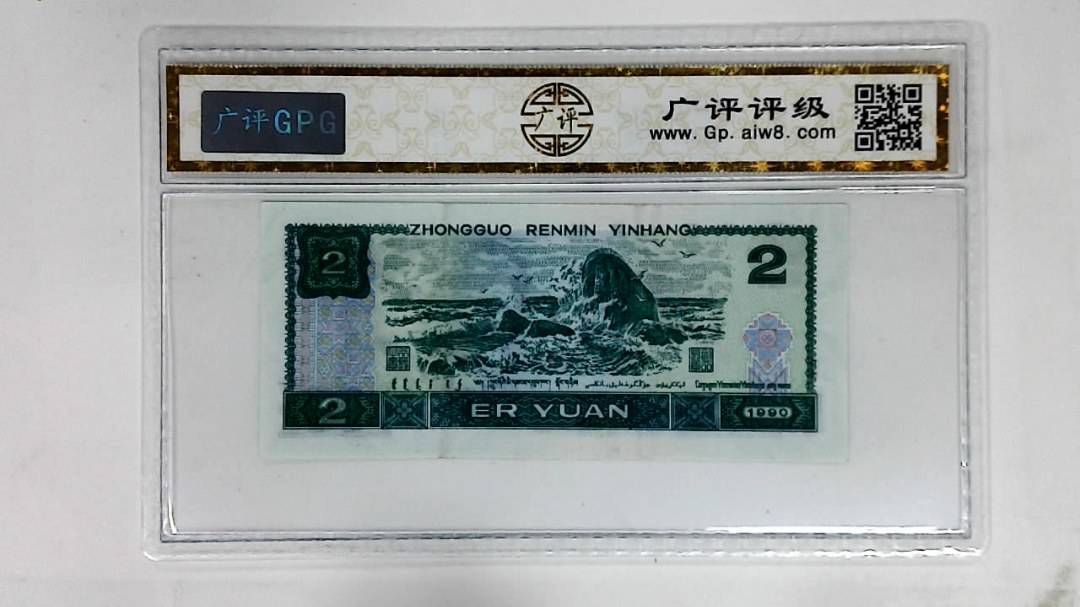 广评GPG
广评
广评评级
www.Gp.aiw8.com
ZHONGGUO RENMIN YINHANG
2
2
2
ER YUAN
1990